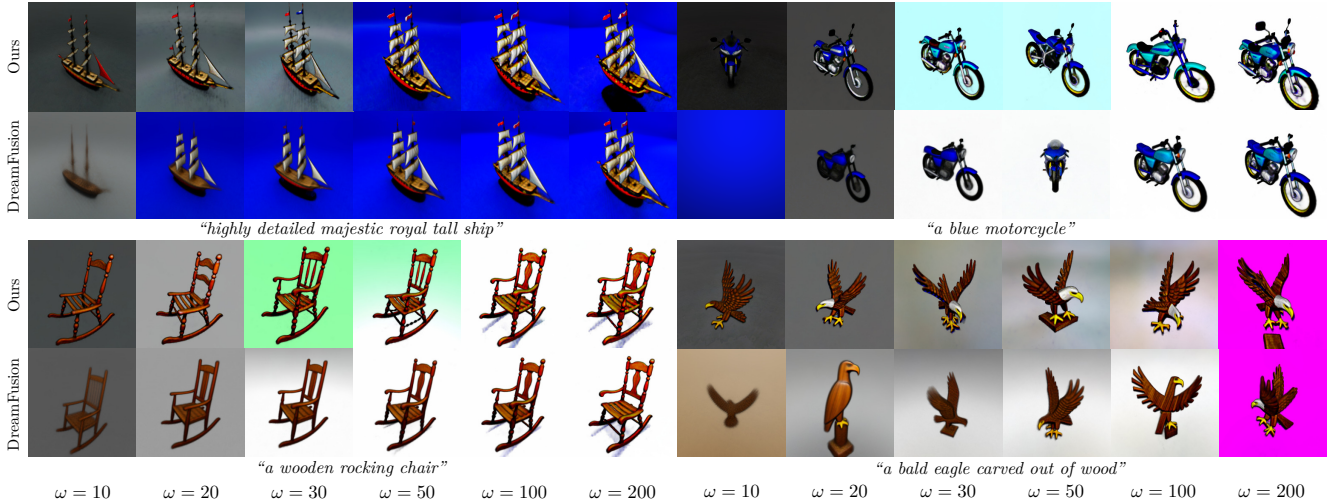 Ours
DreamFusion
“highly detailed majestic royal tall ship”
“a blue motorcycle”
Ours
DreamFusion
“a wooden rocking chair”
“a bald eagle carved out of wood”
ω = 10 ω = 20 ω = 30 ω = 50 ω = 100 ω = 200 ω = 10 ω = 20 ω = 30 ω = 50 ω = 100 ω = 200